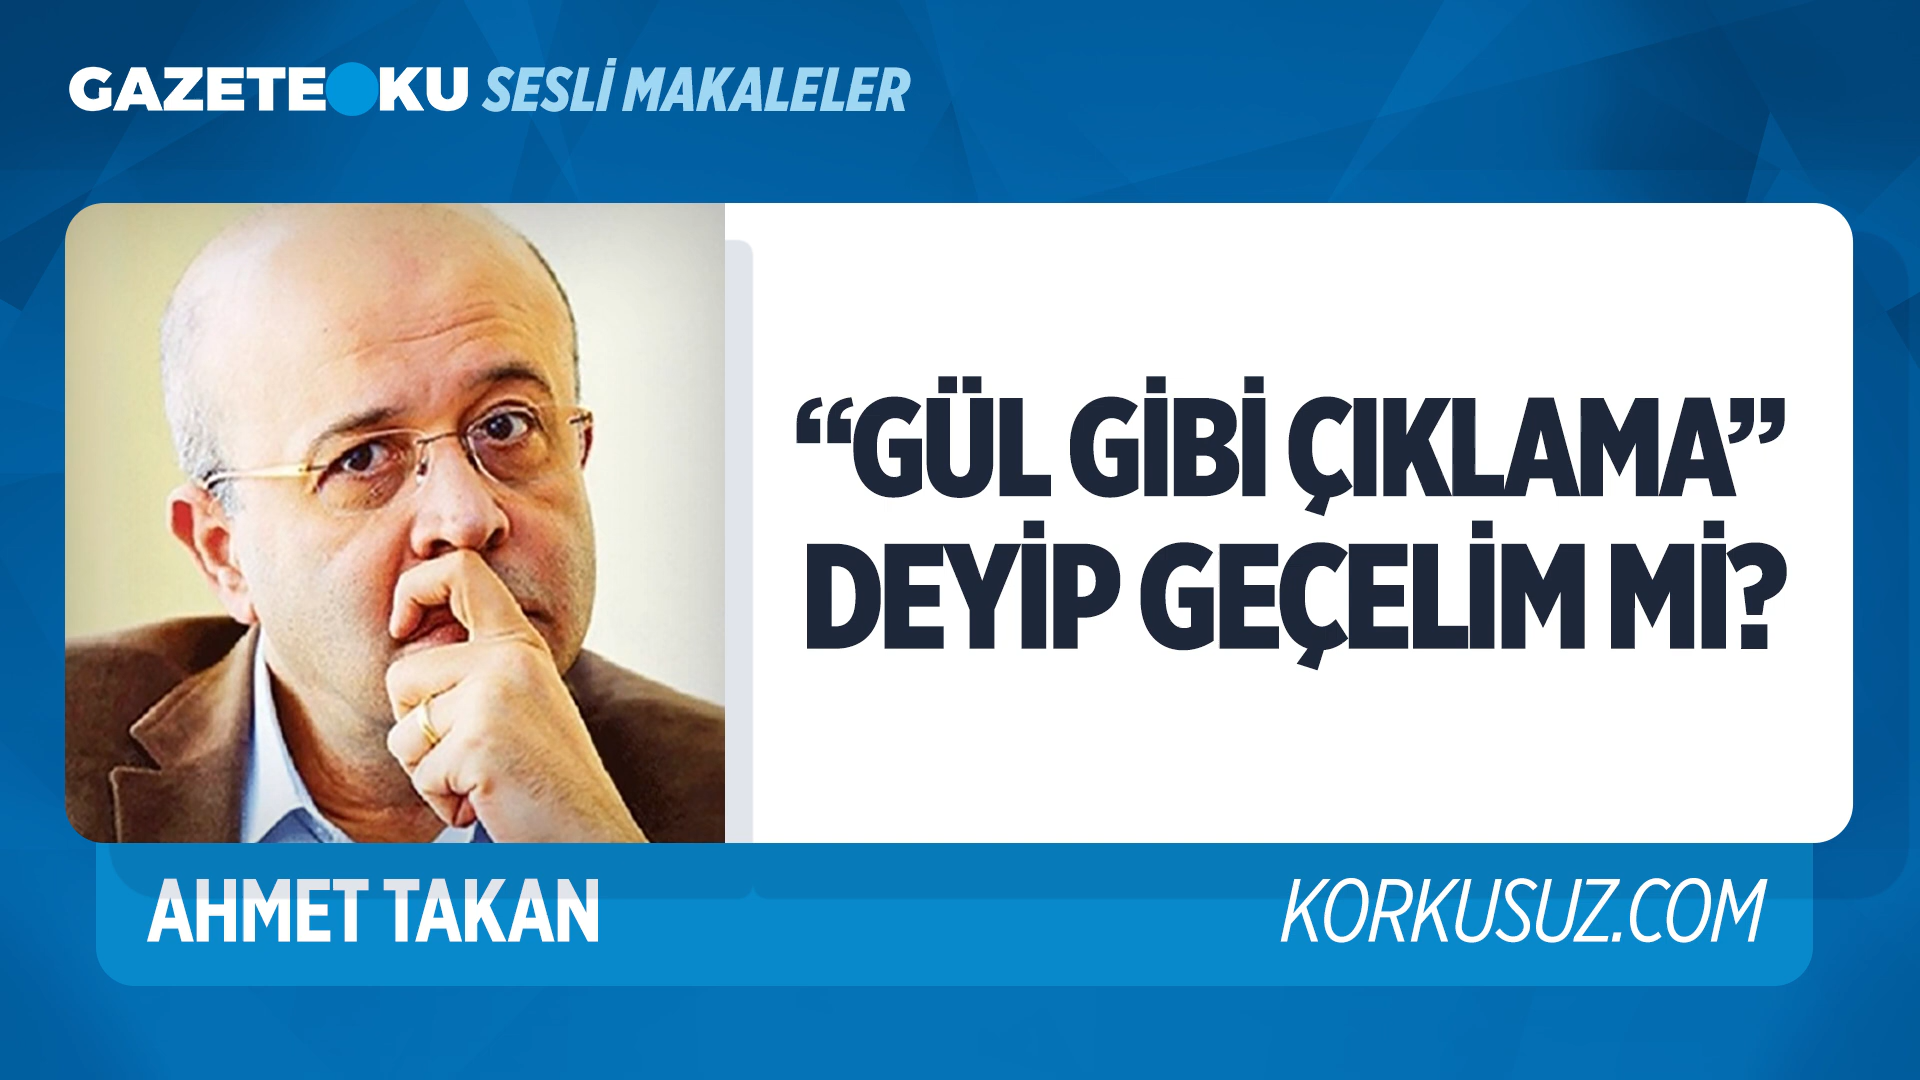 GAZETEOKU SESLİ MAKALELER
“GÜL GİBİ ÇIKLAMA”
DEYİP GEÇELİM Mİ?
AHMET TAKAN
KORKUSUZ.COM